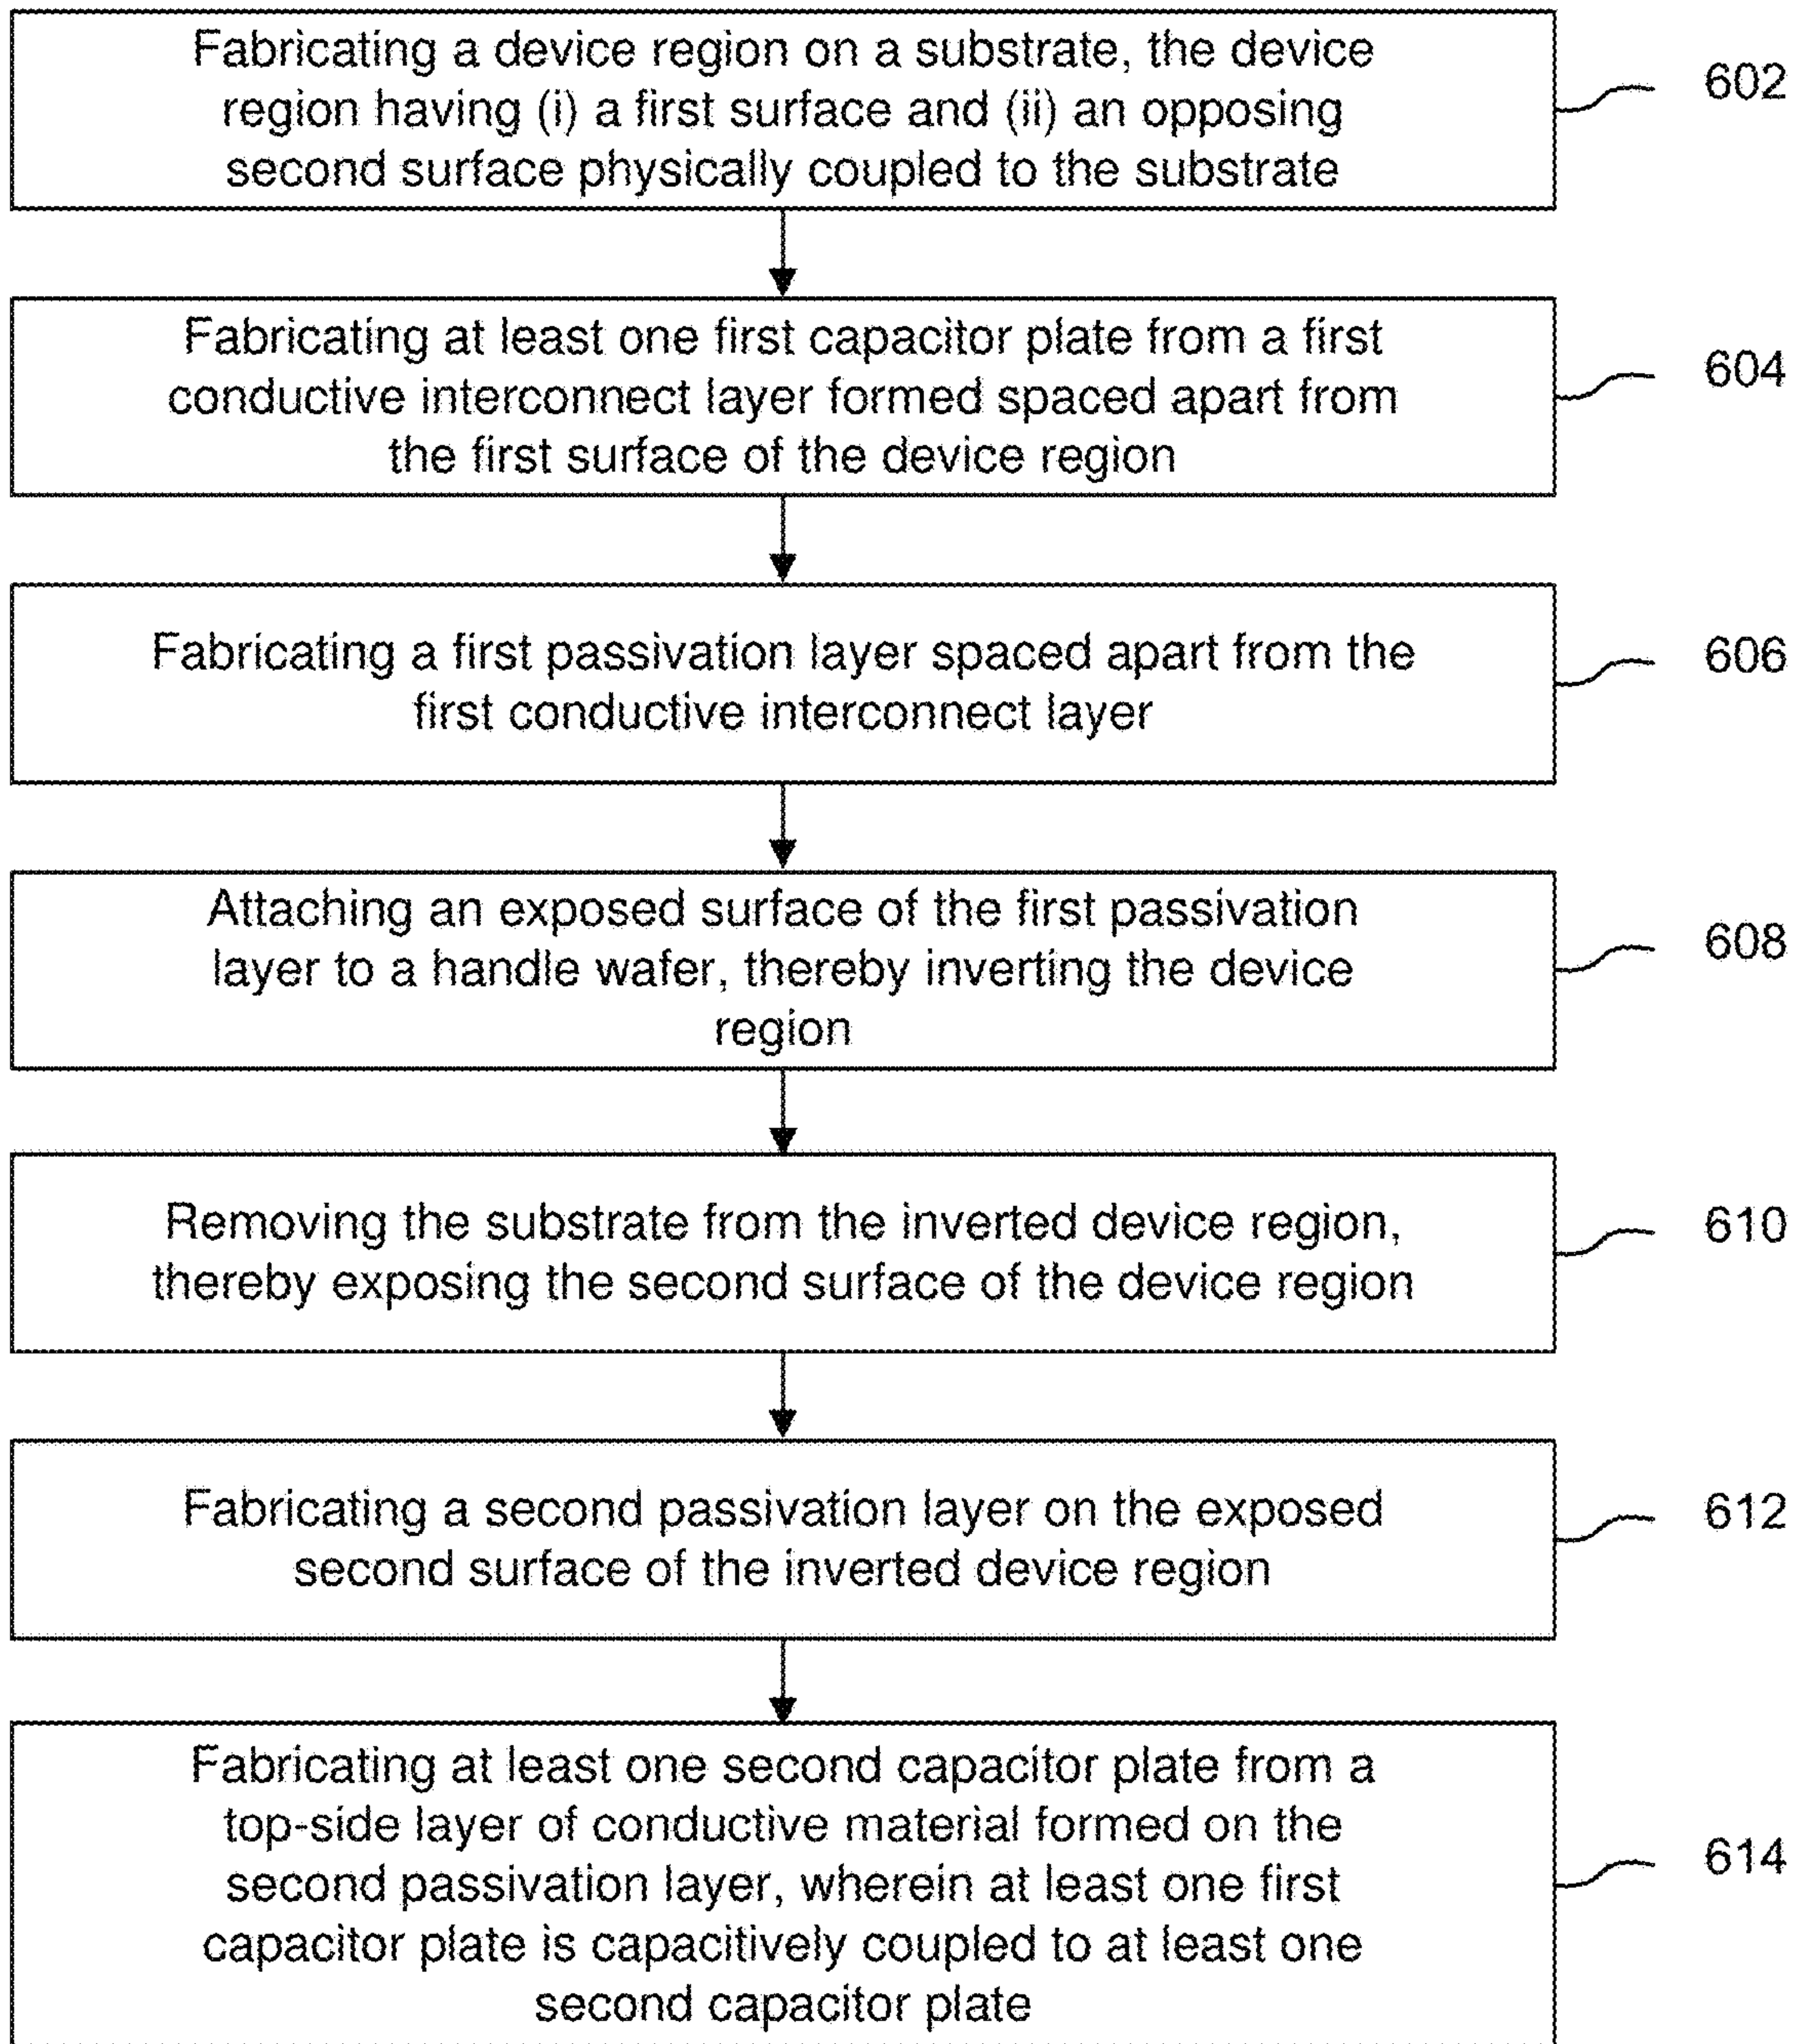 Fabricating a device region on a substrate, the device
region having (i) a first surface and (ii) an opposing
second surface physically coupled to the substrate
602
Fabricating at least one first capacitor plate from a first
conductive interconnect layer formed spaced apart from
the first surface of the device region
604
Fabricating a first passivation layer spaced apart from the
first conductive interconnect layer
606
Attaching an exposed surface of the first passivation
layer to a handle wafer, thereby inverting the device
region
608
Removing the substrate from the inverted device region,
thereby exposing the second surface of the device region
610
Fabricating a second passivation layer on the exposed
second surface of the inverted device region
612
Fabricating at least one second capacitor plate from a
top-side layer of conductive material formed on the
second passivation layer, wherein at least one first
capacitor plate is capacitively coupled to at least one
second capacitor plate
614